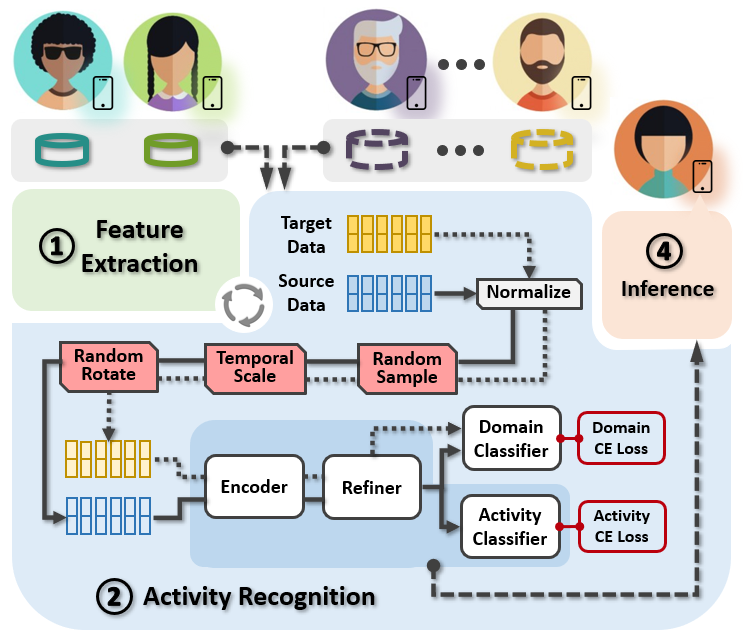 ① Feature
Extraction
Target
Data
Source
Data
Normalize
④
Inference
Random
Rotate
Temporal
Scale
Random
Sample
Encoder
Refiner
Domain
Classifier
Domain
CE Loss
Activity
Classifier
Activity
CE Loss
② Activity Recognition